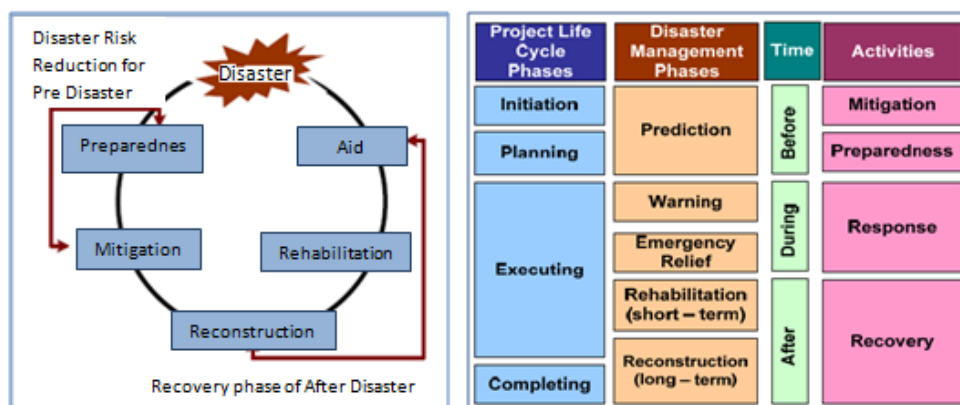 Disaster Risk
Reduction for
Pre Disaster
Disaster
Preparednes
Aid
Mitigation
Rehabilitation
Reconstruction
Recovery phase of After Disaster
Project Life
Cycle
Phases
Disaster
Management
Phases
Time
Activities
Initiation
Planning
Executing
Completing
Prediction
Warning
Emergency
Relief
Rehabilitation
(short – term)
Reconstruction
(long – term)
Before
During
After
Mitigation
Preparedness
Response
Recovery